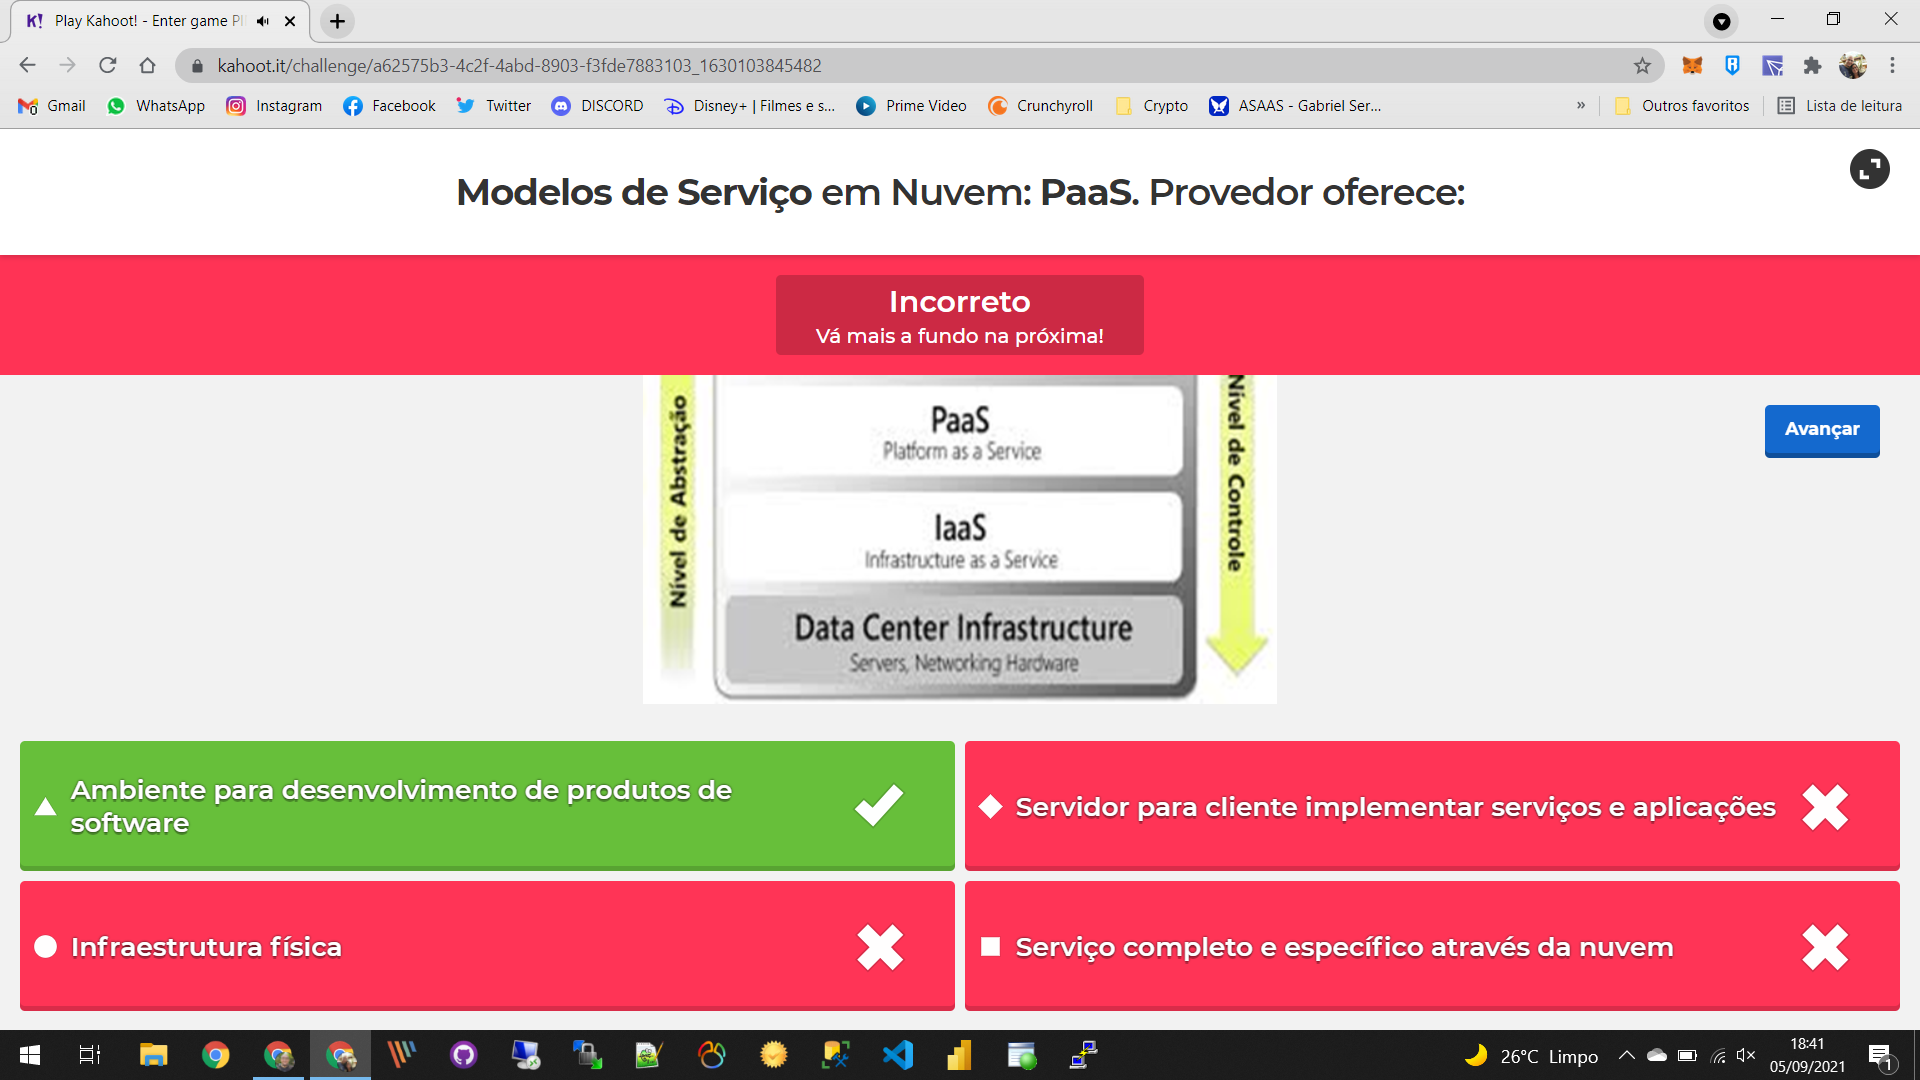 Play Kahoot! - Enter game PI
kahoot.it/challenge/a62575b3-4c2f-4abd-8903-f3fde7883103_1630103845482
Gmail WhatsApp Instagram Facebook Twitter DISCORD Disney+ | Filmes e s... Prime Video Crunchyroll Crypto ASAAS - Gabriel Ser... » Outros favoritos Lista de leitura
Modelos de Serviço em Nuvem: PaaS. Provedor oferece:
Incorreto
Vá mais a fundo na próxima!
Avançar
Nível de Abstração
PaaS
Platform as a Service
IaaS
Infrastructure as a Service
Data Center Infrastructure
Servers, Networking Hardware
Nível de Controle
Ambiente para desenvolvimento de produtos de
software
Servidor para cliente implementar serviços e aplicações
Infraestrutura física
Serviço completo e específico através da nuvem
26°C Limpo
18:41
05/09/2021
1